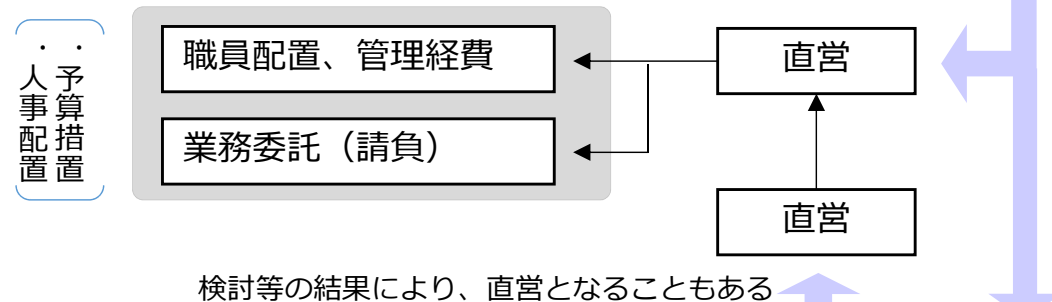 ・予算措置
・人事配置
職員配置、管理経費
業務委託（請負）
直営
直営
検討等の結果により、直営となることもある